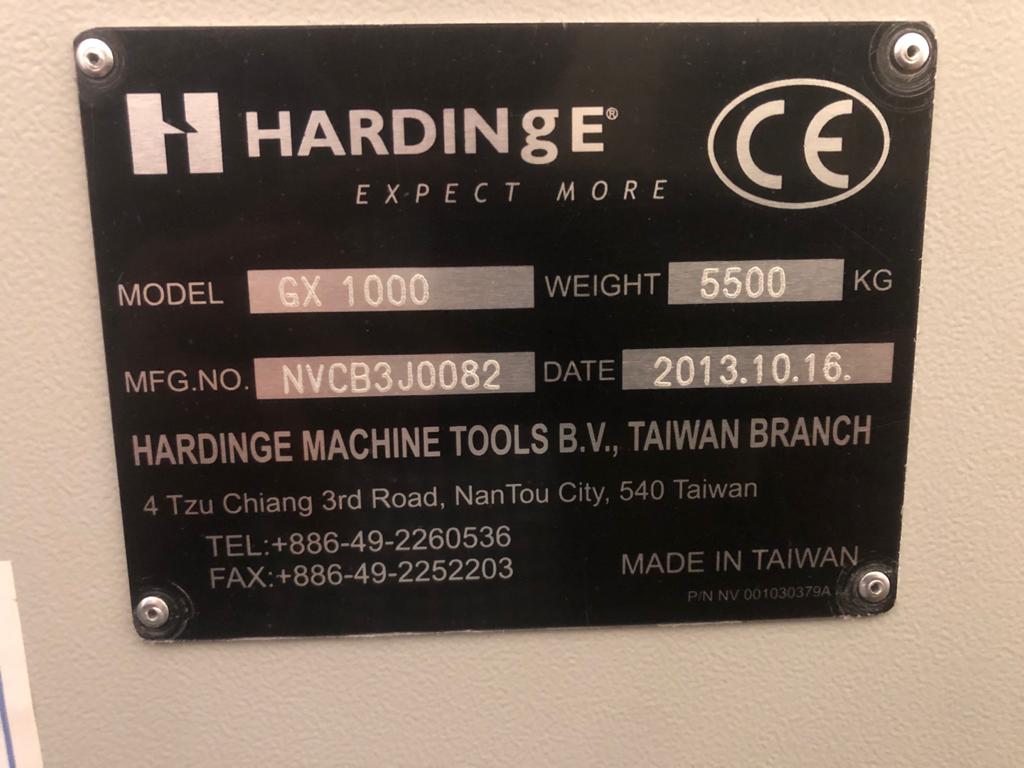 HARDINgE®
CE
EXPECT MORE
MODEL GX 1000 WEIGHT 5500 KG
MFG.NO. NVCB3J0082 DATE 2013.10.16.
HARDINGE MACHINE TOOLS B.V., TAIWAN BRANCH
4 Tzu Chiang 3rd Road, NanTou City, 540 Taiwan
TEL:+886-49-2260536
FAX:+886-49-2252203
MADE IN TAIWAN
P/N NV 001030379A